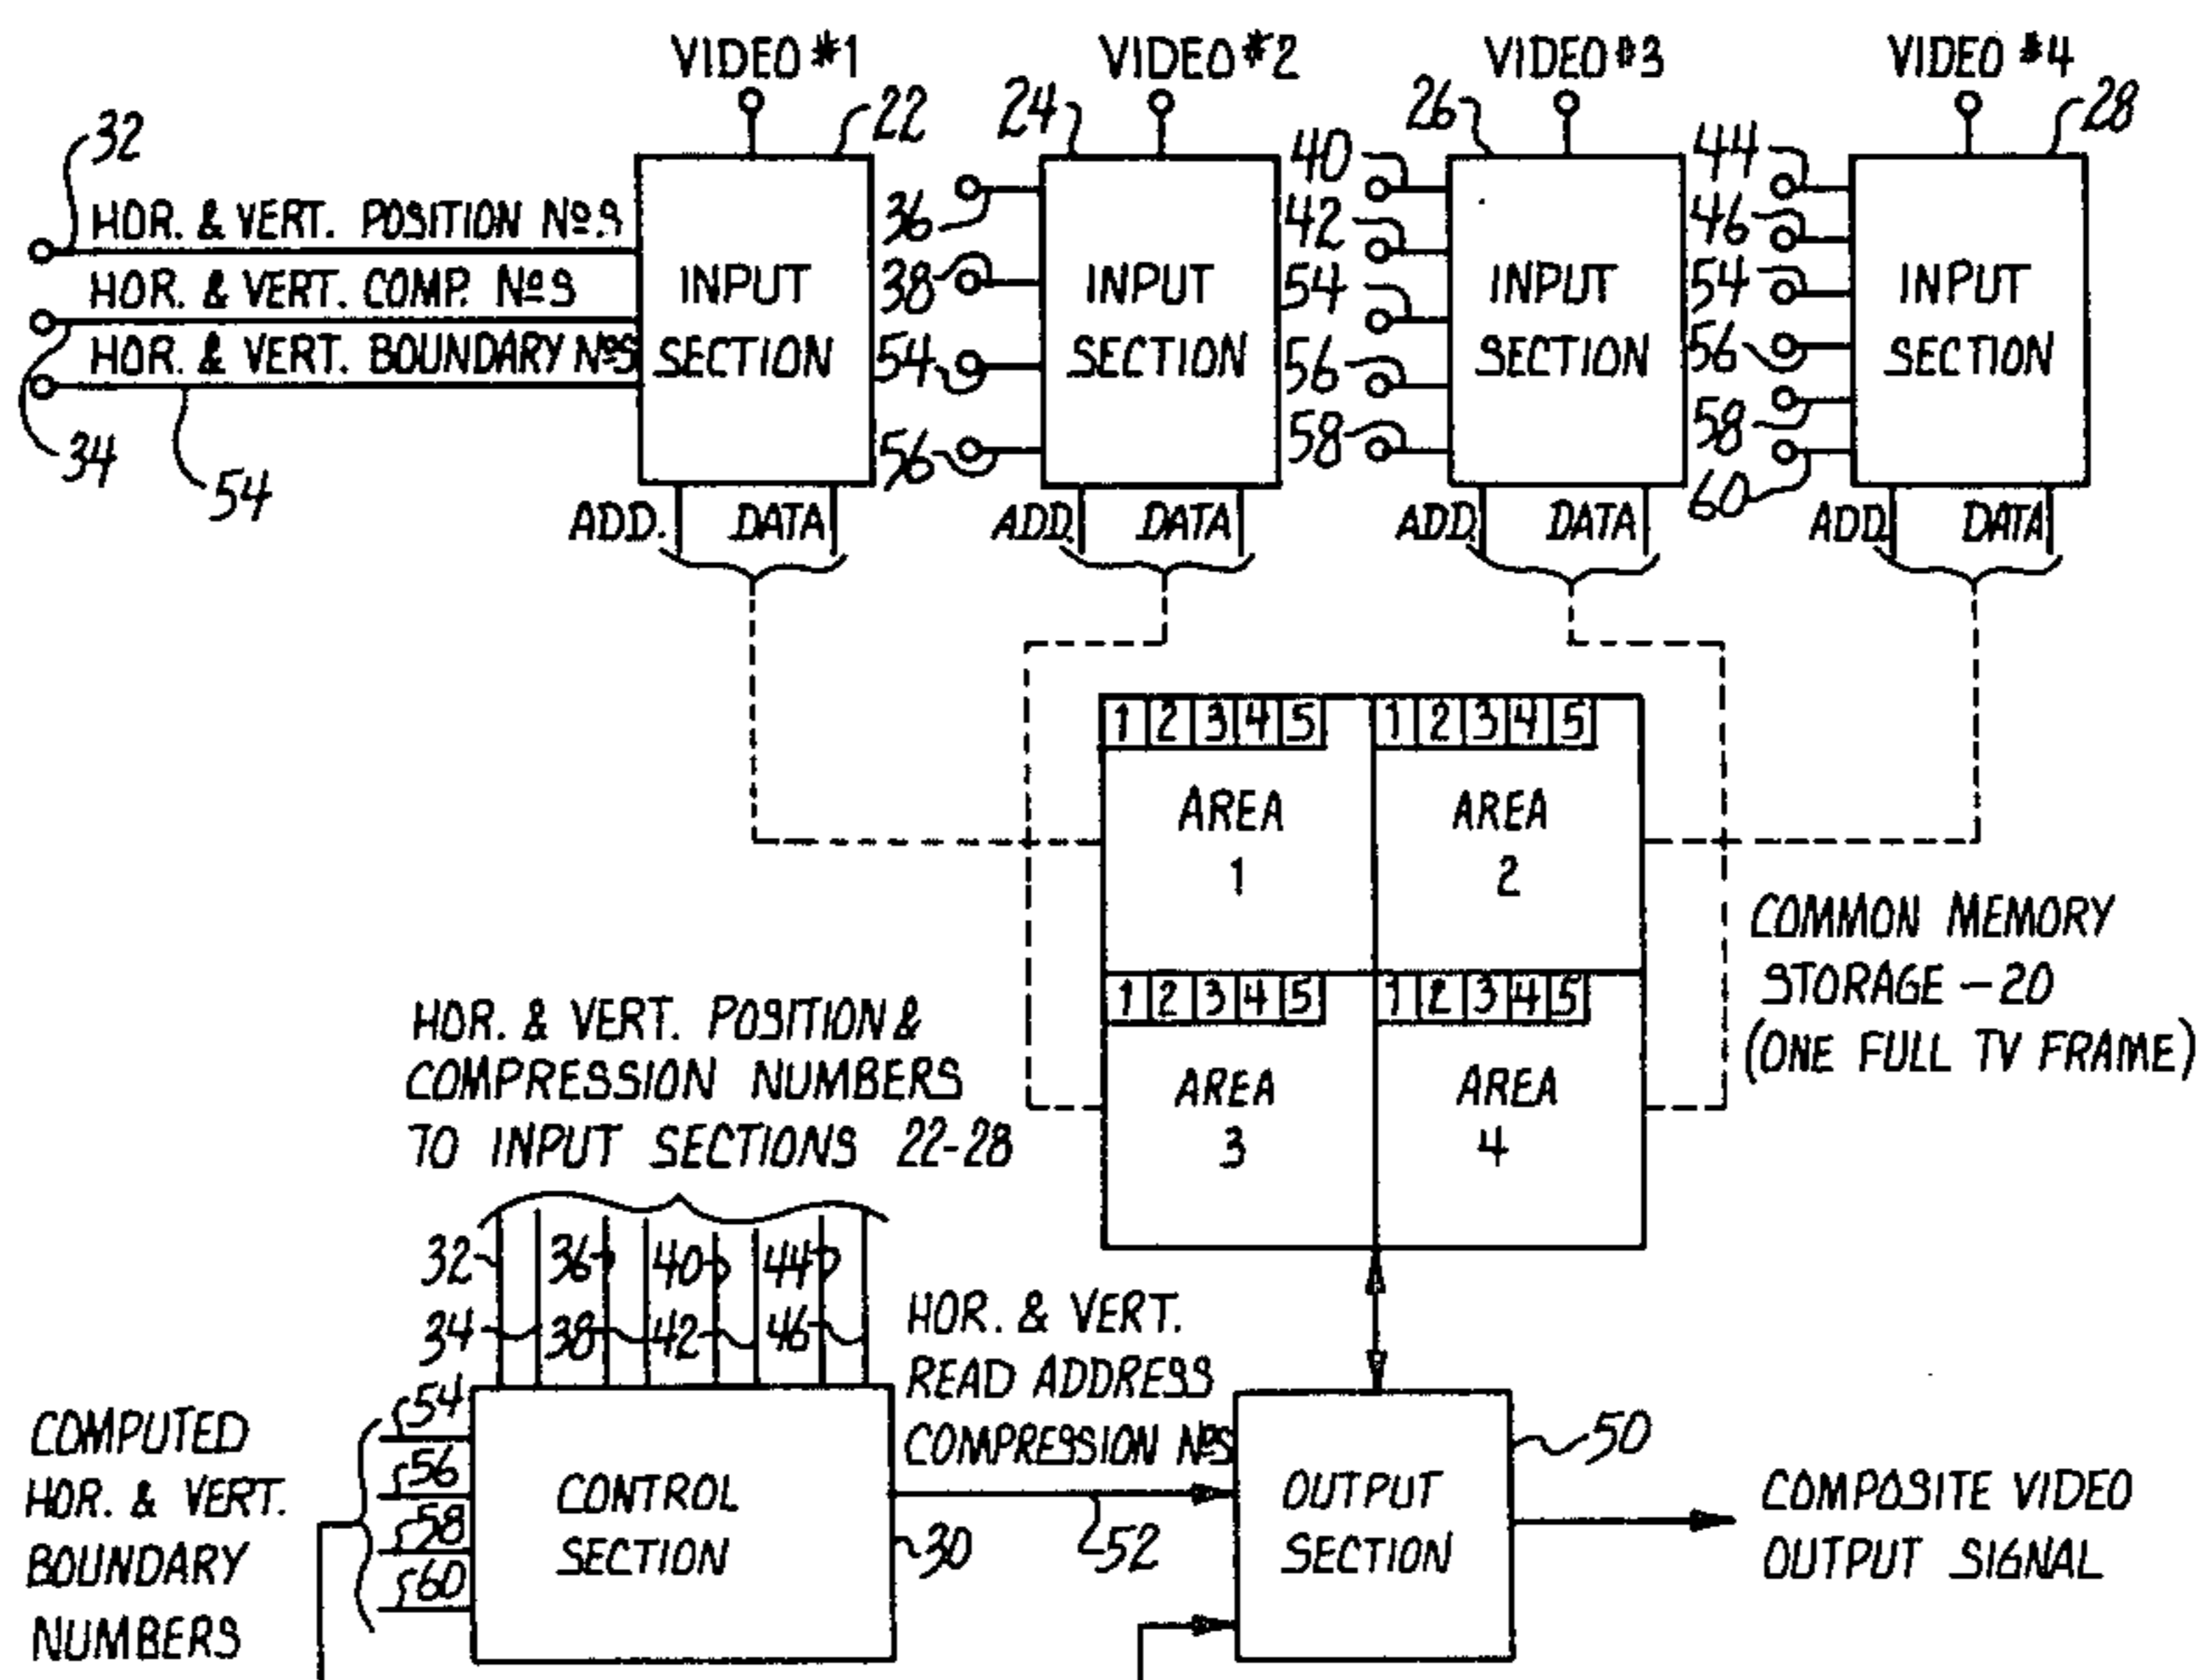 VIDEO #1
VIDEO #2
VIDEO #3
VIDEO #4
22
24
26
28
32
HOR. & VERT. POSITION Nos
HOR. & VERT. COMP. Nos
HOR. & VERT. BOUNDARY Nos
34
54
INPUT
SECTION
36
38
54
56
INPUT
SECTION
40
42
54
56
58
INPUT
SECTION
44
46
54
56
58
60
INPUT
SECTION
ADD. DATA
ADD. DATA
ADD. DATA
ADD. DATA
1 2 3 4 5
AREA
1
1 2 3 4 5
AREA
2
1 2 3 4 5
AREA
3
1 2 3 4 5
AREA
4
COMMON MEMORY
STORAGE - 20
(ONE FULL TV FRAME)
HOR. & VERT. POSITION &
COMPRESSION NUMBERS
TO INPUT SECTIONS 22-28
32 36 40 44
34 38 42 46
54
56
58
60
COMPUTED
HOR. & VERT.
BOUNDARY
NUMBERS
CONTROL
SECTION
30
HOR. & VERT.
READ ADDRESS
COMPRESSION Nos
52
OUTPUT
SECTION
50
COMPOSITE VIDEO
OUTPUT SIGNAL